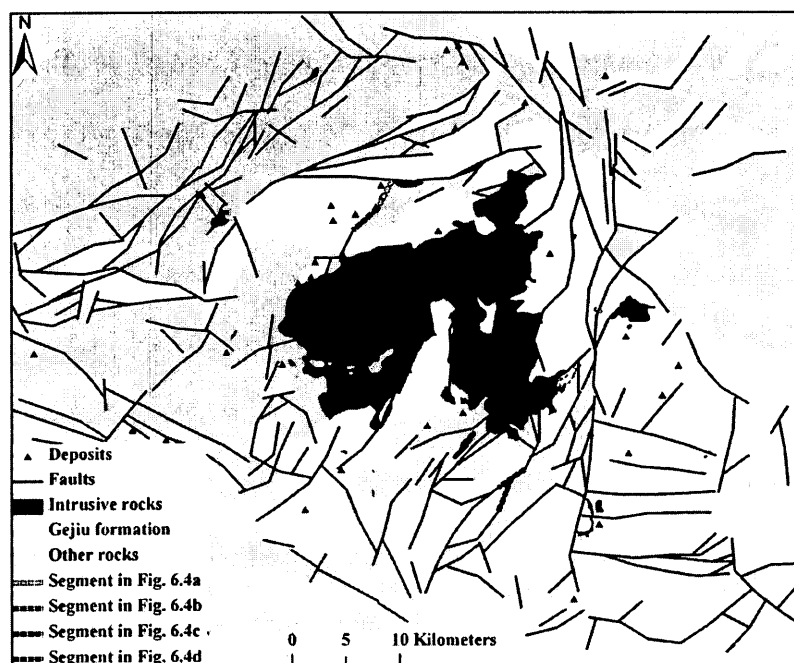 N
Deposits
Faults
Intrusive rocks
Gejiu formation
Other rocks
Segment in Fig. 6.4a
Segment in Fig. 6.4b
Segment in Fig. 6.4c
Segment in Fig. 6.4d
0 5 10 Kilometers